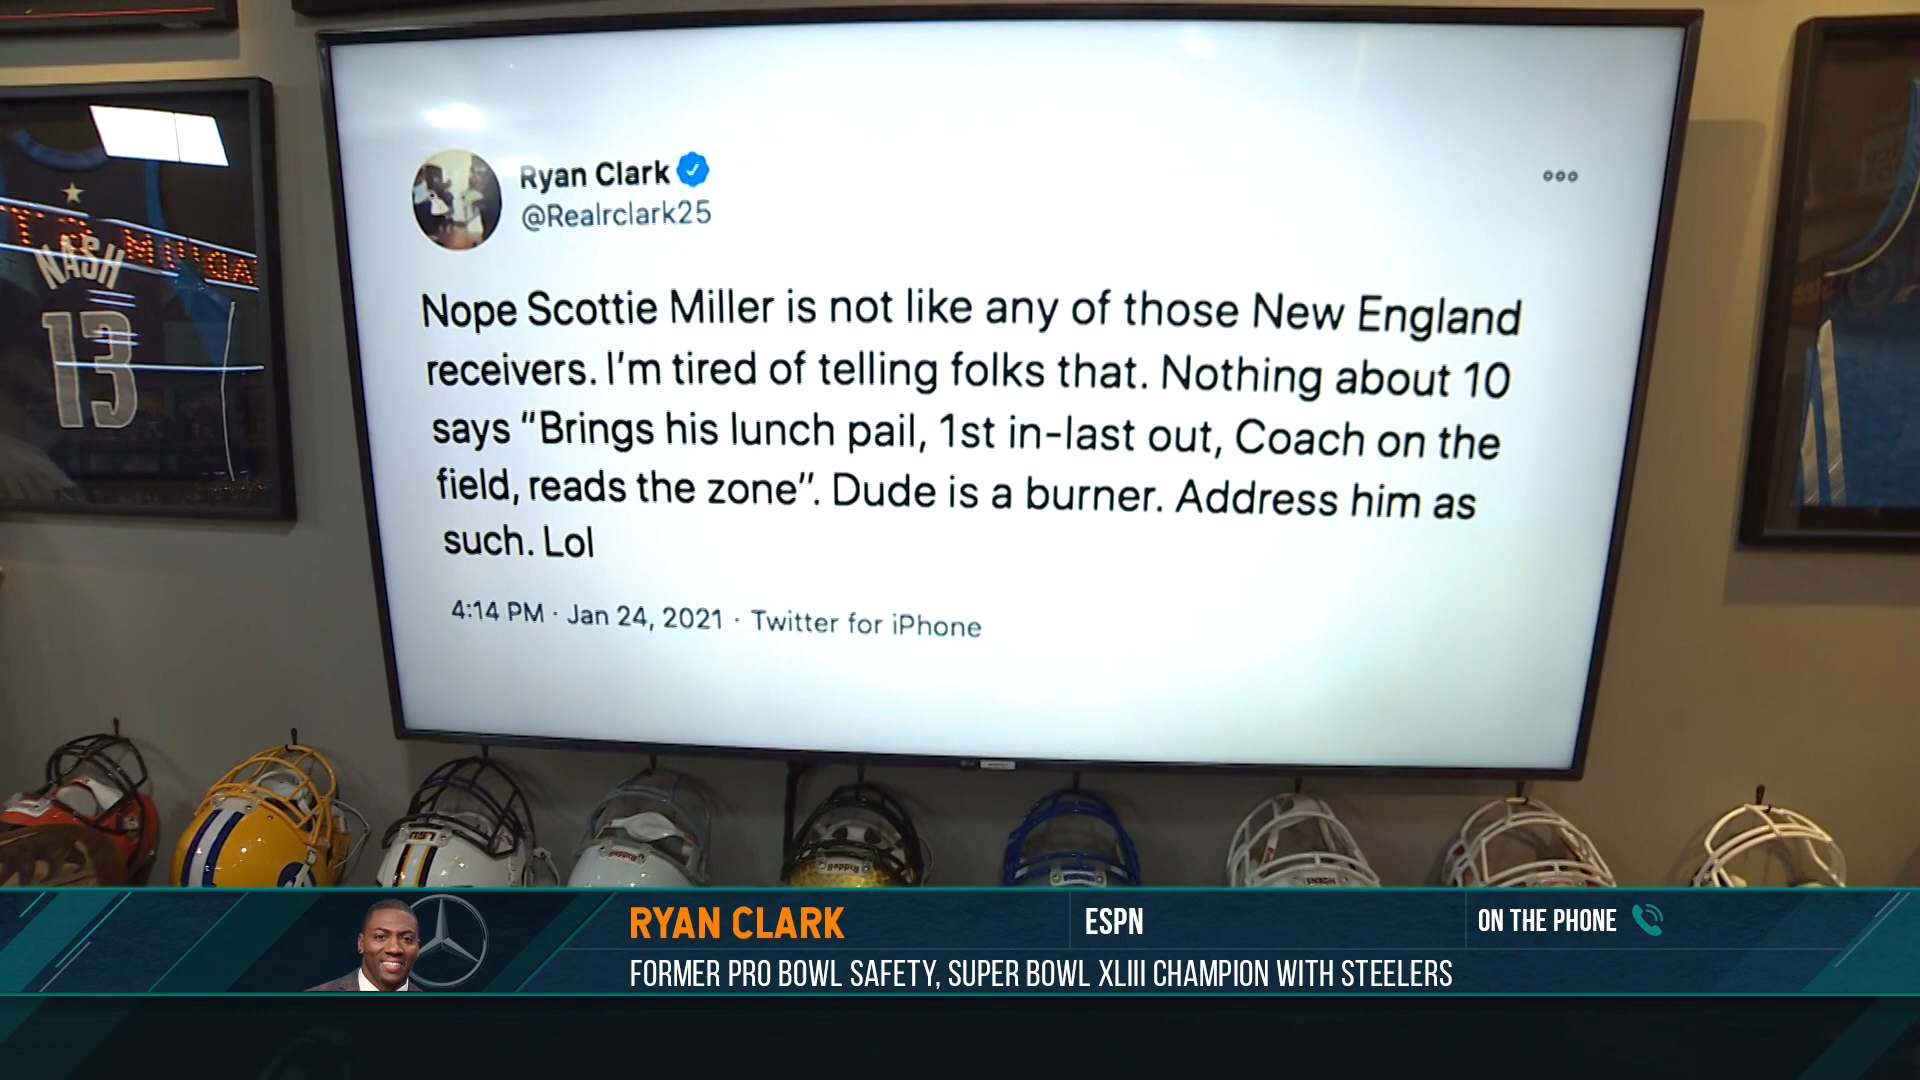 NASH
13
Ryan Clark
@Realrclark25
Nope Scottie Miller is not like any of those New England
receivers. I'm tired of telling folks that. Nothing about 10
says "Brings his lunch pail, 1st in-last out, Coach on the
field, reads the zone". Dude is a burner. Address him as
such. Lol
4:14 PM · Jan 24, 2021 · Twitter for iPhone
LSU
Riddell
Riddell
RYAN CLARK
ESPN
ON THE PHONE
FORMER PRO BOWL SAFETY, SUPER BOWL XLIII CHAMPION WITH STEELERS